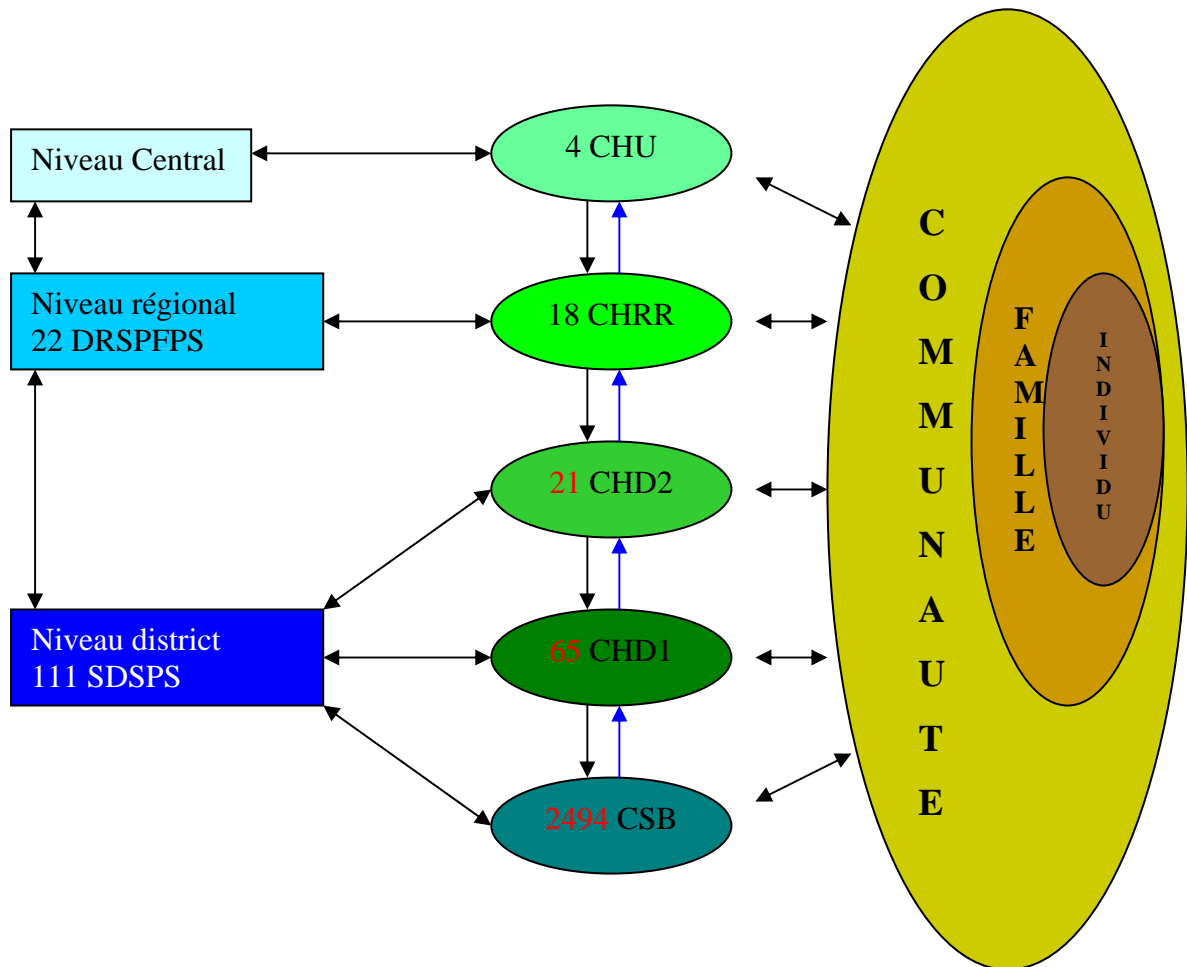 Niveau Central
Niveau régional
22 DRSPFPS
Niveau district
111 SDSPS
4 CHU
18 CHRR
21 CHD2
65 CHD1
2494 CSB
COMMUNAUTE
FAMILLE
INDIVIDU